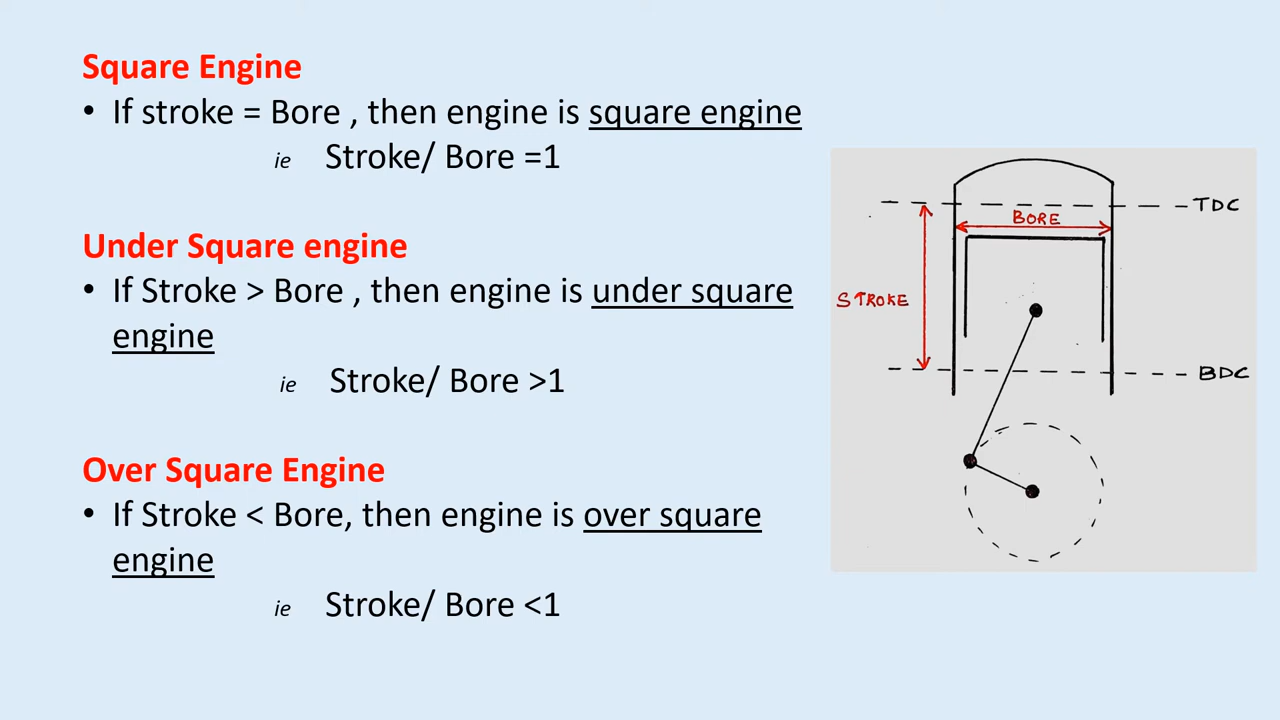 Square Engine
• If stroke = Bore , then engine is square engine
ie Stroke/ Bore =1
Under Square engine
• If Stroke > Bore , then engine is under square
engine
ie Stroke/ Bore >1
Over Square Engine
• If Stroke < Bore, then engine is over square
engine
ie Stroke/ Bore <1
TDC
BORE
STROKE
BDC